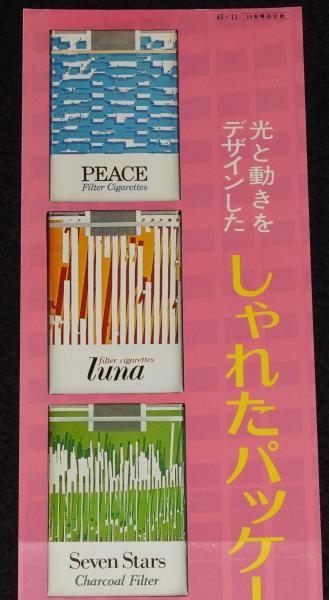 45-11 日本専売公社
光と動きを
デザインした
しゃれたパッケー
PEACE
Filter Cigarettes
filter cigarettes
luna
Seven Stars
Charcoal Filter